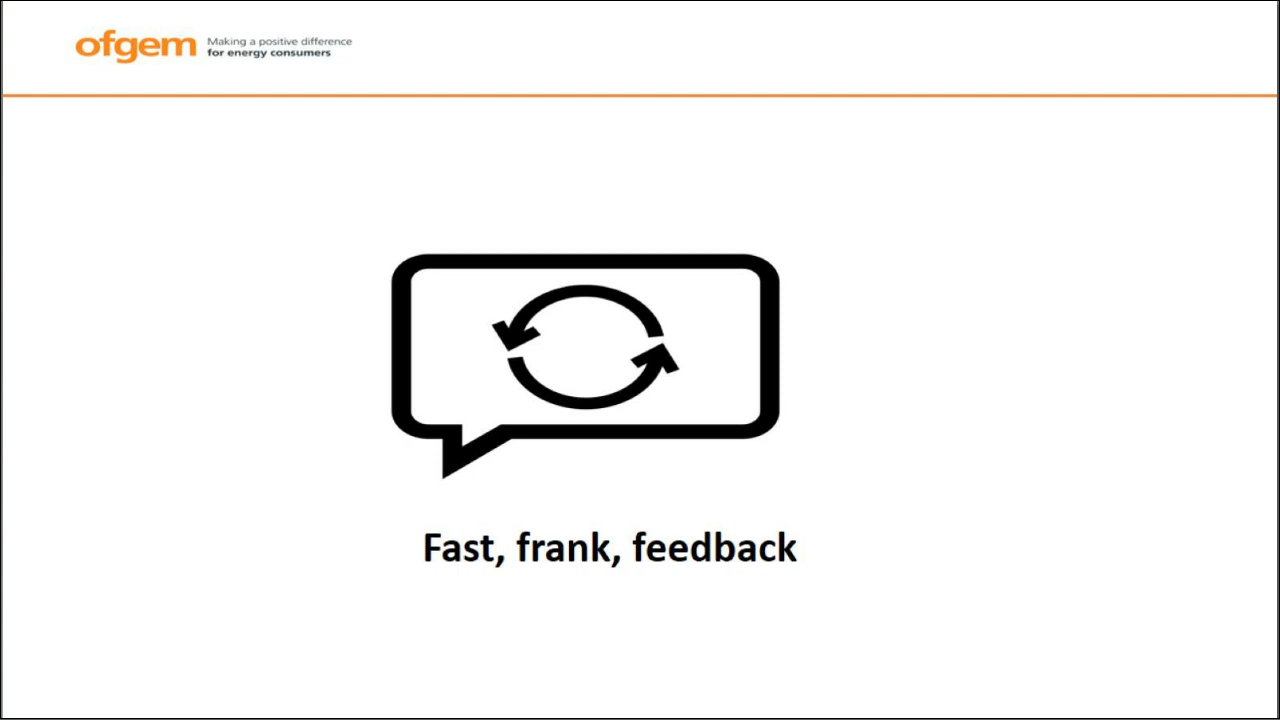 ofgem
Making a positive difference
for energy consumers
Fast, frank, feedback